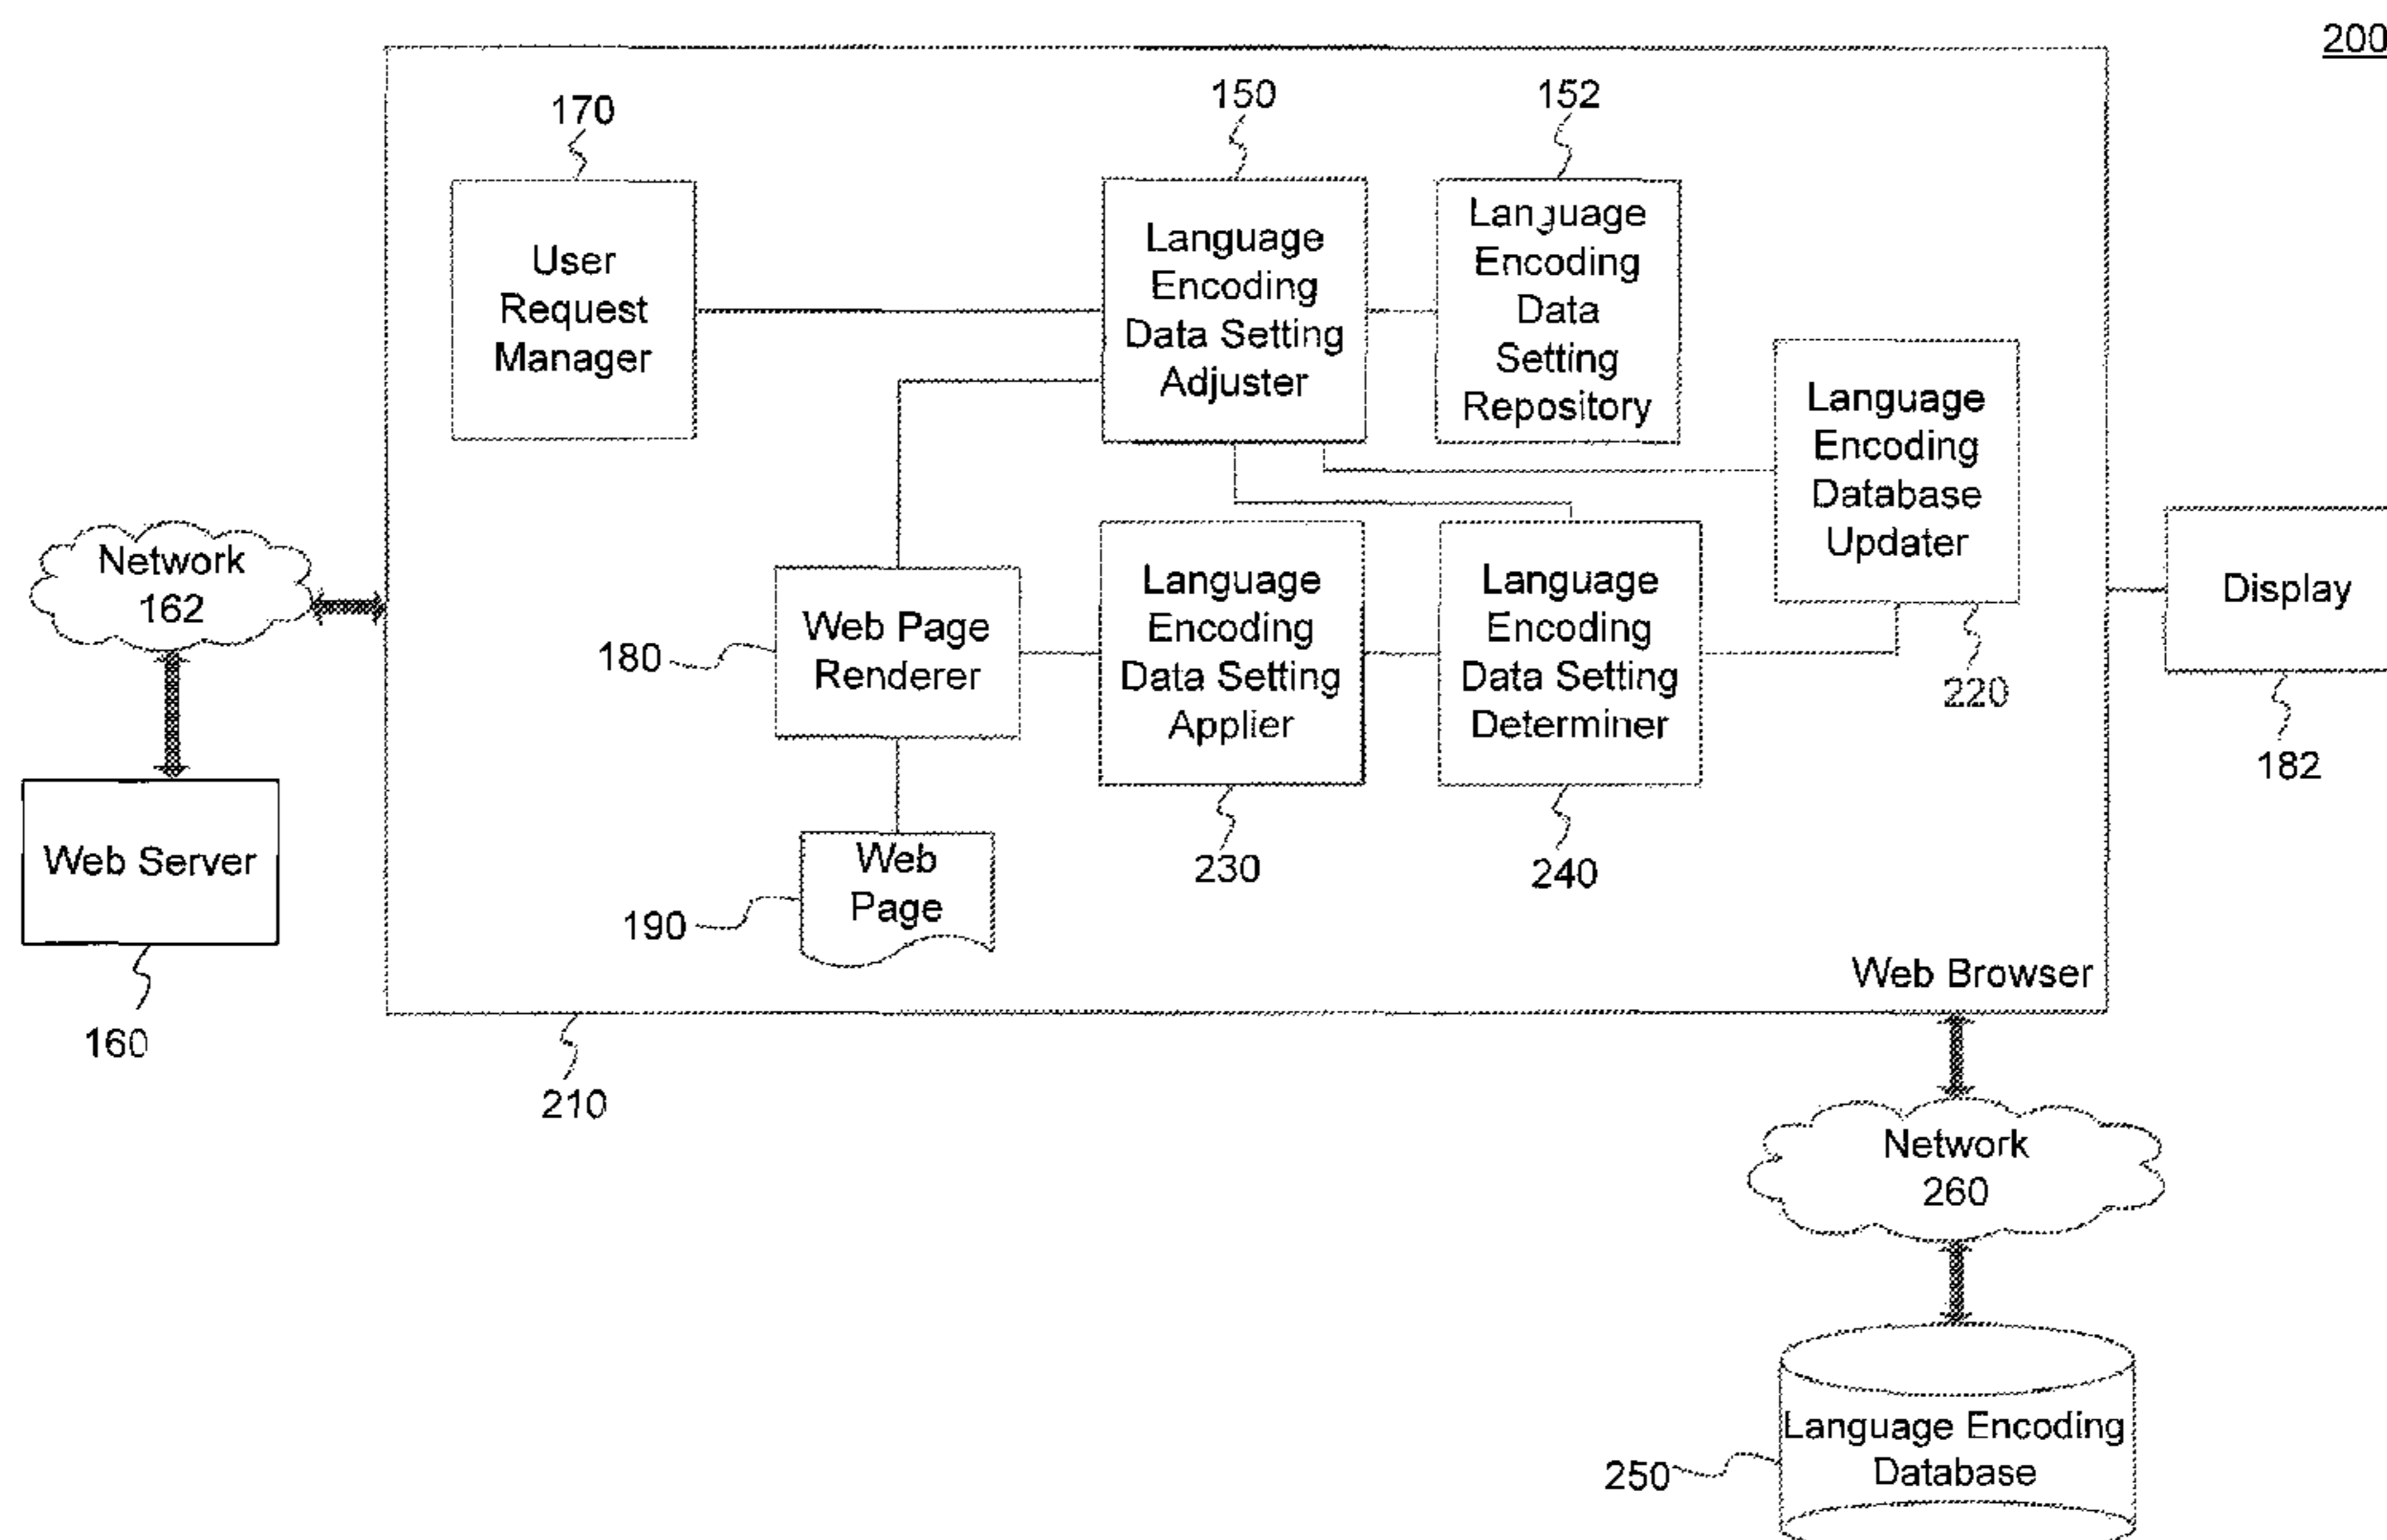 200
170
150
152
User
Request
Manager
Language
Encoding
Data Setting
Adjuster
Language
Encoding
Data
Setting
Repository
Language
Encoding
Database
Updater
220
Network
162
Web Server
160
180
Web Page
Renderer
Language
Encoding
Data Setting
Applier
230
Language
Encoding
Data Setting
Determiner
240
Display
182
190
Web
Page
Web Browser
210
Network
260
250
Language Encoding
Database